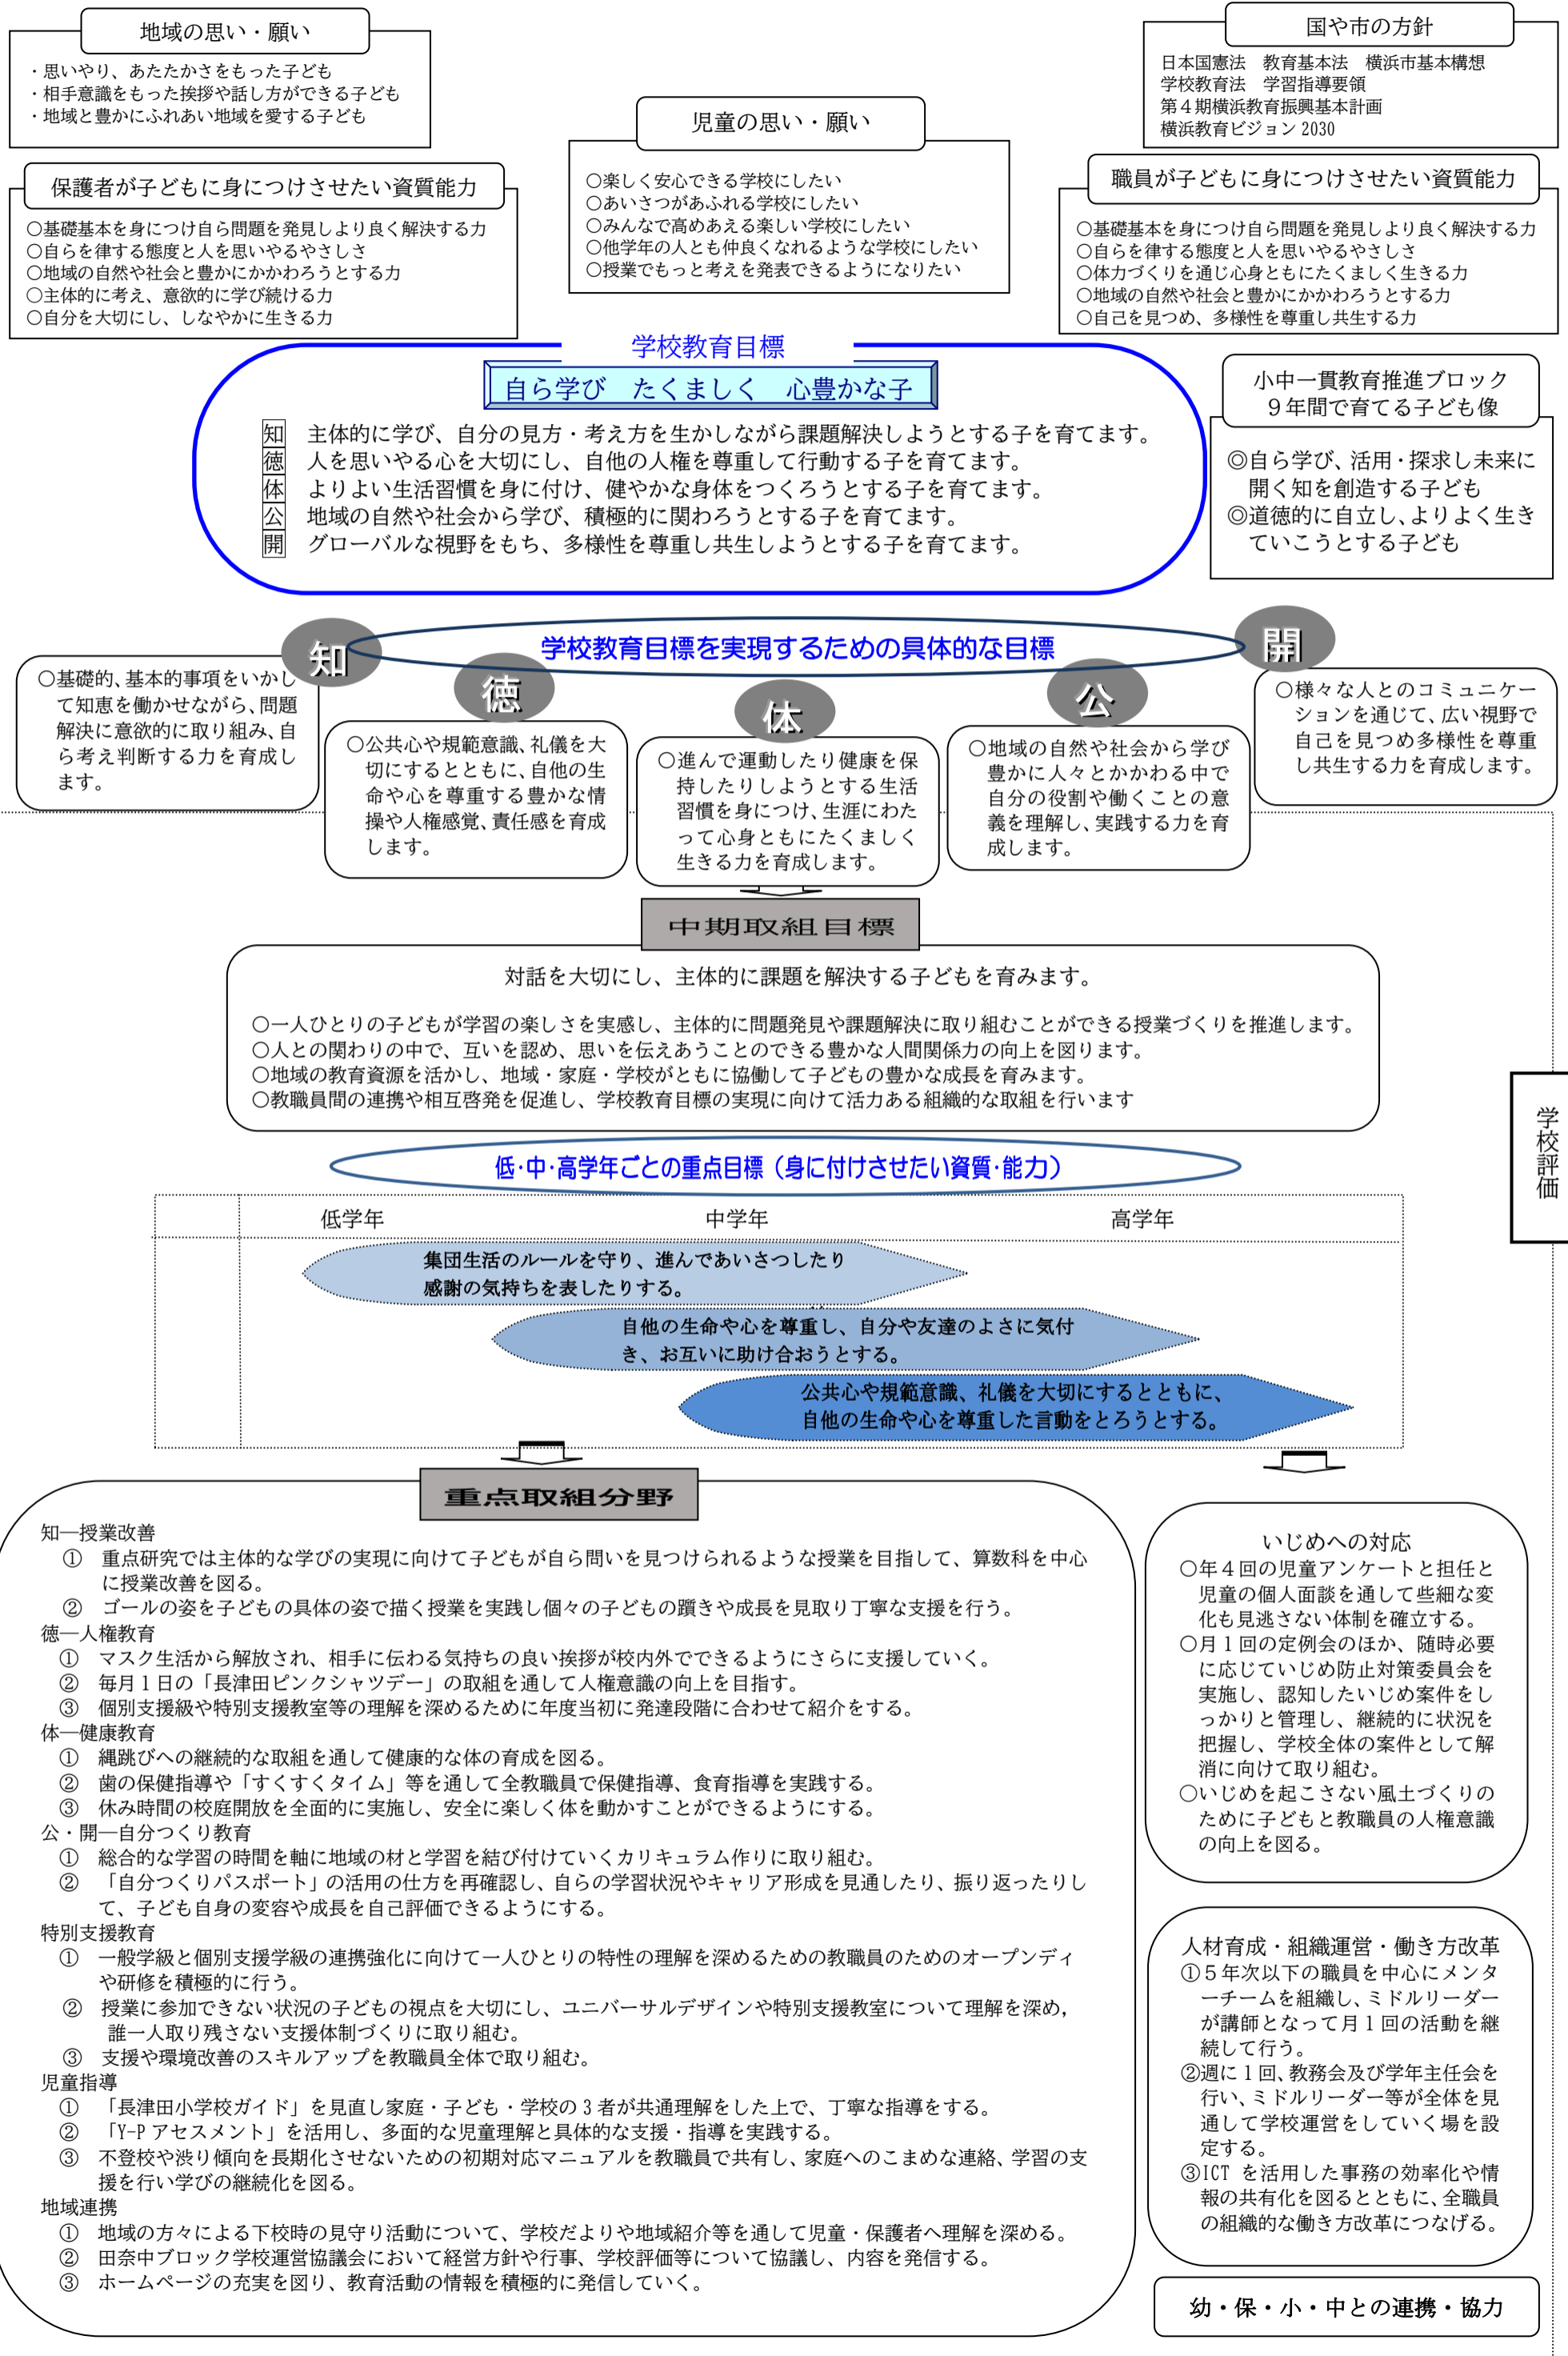 地域の思い・願い
・思いやり、あたたかさをもった子ども
・相手意識をもった挨拶や話し方ができる子ども
・地域と豊かにふれあい地域を愛する子ども
国や市の方針
日本国憲法　教育基本法　横浜市基本構想
学校教育法　学習指導要領
第４期横浜教育振興基本計画
横浜教育ビジョン 2030
児童の思い・願い
○楽しく安心できる学校にしたい
○あいさつがあふれる学校にしたい
○みんなで高めあえる楽しい学校にしたい
○他学年の人とも仲良くなれるような学校にしたい
○授業でもっと考えを発表できるようになりたい
保護者が子どもに身につけさせたい資質能力
○基礎基本を身につけ自ら問題を発見しより良く解決する力
○自らを律する態度と人を思いやるやさしさ
○地域の自然や社会と豊かにかかわろうとする力
○主体的に考え、意欲的に学び続ける力
○自分を大切にし、しなやかに生きる力
職員が子どもに身につけさせたい資質能力
○基礎基本を身につけ自ら問題を発見しより良く解決する力
○自らを律する態度と人を思いやるやさしさ
○体力づくりを通じ心身ともにたくましく生きる力
○地域の自然や社会と豊かにかかわろうとする力
○自己を見つめ、多様性を尊重し共生する力
学校教育目標
自ら学び　たくましく　心豊かな子
知　主体的に学び、自分の見方・考え方を生かしながら課題解決しようとする子を育てます。
徳　人を思いやる心を大切にし、自他の人権を尊重して行動する子を育てます。
体　よりよい生活習慣を身に付け、健やかな身体をつくろうとする子を育てます。
公　地域の自然や社会から学び、積極的に関わろうとする子を育てます。
開　グローバルな視野をもち、多様性を尊重し共生しようとする子を育てます。
小中一貫教育推進ブロック
９年間で育てる子ども像
◎自ら学び、活用・探求し未来に
開く知を創造する子ども
◎道徳的に自立し、よりよく生き
ていこうとする子ども
学校教育目標を実現するための具体的な目標
知
○基礎的、基本的事項をいかし
て知恵を働かせながら、問題
解決に意欲的に取り組み、自
ら考え判断する力を育成し
ます。
徳
○公共心や規範意識、礼儀を大
切にするとともに、自他の生
命や心を尊重する豊かな情
操や人権感覚、責任感を育成
します。
体
○進んで運動したり健康を保
持したりしようとする生活
習慣を身につけ、生涯にわた
って心身ともにたくましく
生きる力を育成します。
公
○地域の自然や社会から学び
豊かに人々とかかわる中で
自分の役割や働くことの意
義を理解し、実践する力を育
成します。
開
○様々な人とのコミュニケー
ションを通じて、広い視野で
自己を見つめ多様性を尊重
し共生する力を育成します。
中期取組目標
対話を大切にし、主体的に課題を解決する子どもを育みます。
○一人ひとりの子どもが学習の楽しさを実感し、主体的に問題発見や課題解決に取り組むことができる授業づくりを推進します。
○人との関わりの中で、互いを認め、思いを伝えあうことのできる豊かな人間関係力の向上を図ります。
○地域の教育資源を活かし、地域・家庭・学校がともに協働して子どもの豊かな成長を育みます。
○教職員間の連携や相互啓発を促進し、学校教育目標の実現に向けて活力ある組織的な取組を行います
学校評価
低・中・高学年ごとの重点目標（身に付けさせたい資質・能力）
低学年　中学年　高学年
集団生活のルールを守り、進んであいさつしたり
感謝の気持ちを表したりする。
自他の生命や心を尊重し、自分や友達のよさに気付
き、お互いに助け合おうとする。
公共心や規範意識、礼儀を大切にするとともに、
自他の生命や心を尊重した言動をとろうとする。
重点取組分野
知―授業改善
①　重点研究では主体的な学びの実現に向けて子どもが自ら問いを見つけられるような授業を目指して、算数科を中心
に授業改善を図る。
②　ゴールの姿を子どもの具体の姿で描く授業を実践し個々の子どもの躓きや成長を見取り丁寧な支援を行う。
徳―人権教育
①　マスク生活から解放され、相手に伝わる気持ちの良い挨拶が校内外でできるようにさらに支援していく。
②　毎月１日の「長津田ピンクシャツデー」の取組を通して人権意識の向上を目指す。
③　個別支援級や特別支援教室等の理解を深めるために年度当初に発達段階に合わせて紹介をする。
体―健康教育
①　縄跳びへの継続的な取組を通して健康的な体の育成を図る。
②　歯の保健指導や「すくすくタイム」等を通して全教職員で保健指導、食育指導を実践する。
③　休み時間の校庭開放を全面的に実施し、安全に楽しく体を動かすことができるようにする。
公・開―自分つくり教育
①　総合的な学習の時間を軸に地域の材と学習を結び付けていくカリキュラム作りに取り組む。
②　「自分つくりパスポート」の活用の仕方を再確認し、自らの学習状況やキャリア形成を見通したり、振り返ったりし
て、子ども自身の変容や成長を自己評価できるようにする。
特別支援教育
①　一般学級と個別支援学級の連携強化に向けて一人ひとりの特性の理解を深めるための教職員のためのオープンディ
や研修を積極的に行う。
②　授業に参加できない状況の子どもの視点を大切にし、ユニバーサルデザインや特別支援教室について理解を深め，
誰一人取り残さない支援体制づくりに取り組む。
③　支援や環境改善のスキルアップを教職員全体で取り組む。
児童指導
①　「長津田小学校ガイド」を見直し家庭・子ども・学校の３者が共通理解をした上で、丁寧な指導をする。
②　「Y-P アセスメント」を活用し、多面的な児童理解と具体的な支援・指導を実践する。
③　不登校や渋り傾向を長期化させないための初期対応マニュアルを教職員で共有し、家庭へのこまめな連絡、学習の支
援を行い学びの継続化を図る。
地域連携
①　地域の方々による下校時の見守り活動について、学校だよりや地域紹介等を通して児童・保護者へ理解を深める。
②　田奈中ブロック学校運営協議会において経営方針や行事、学校評価等について協議し、内容を発信する。
③　ホームページの充実を図り、教育活動の情報を積極的に発信していく。
いじめへの対応
○年４回の児童アンケートと担任と
児童の個人面談を通して些細な変
化も見逃さない体制を確立する。
○月１回の定例会のほか、随時必要
に応じていじめ防止対策委員会を
実施し、認知したいじめ案件をし
っかりと管理し、継続的に状況を
把握し、学校全体の案件として解
消に向けて取り組む。
○いじめを起こさない風土づくりの
ために子どもと教職員の人権意識
の向上を図る。
人材育成・組織運営・働き方改革
①５年次以下の職員を中心にメンタ
ーチームを組織し、ミドルリーダー
が講師となって月１回の活動を継
続して行う。
②週に１回、教務会及び学年主任会を
行い、ミドルリーダー等が全体を見
通して学校運営をしていく場を設
定する。
③ICT を活用した事務の効率化や情
報の共有化を図るとともに、全職員
の組織的な働き方改革につなげる。
幼・保・小・中との連携・協力